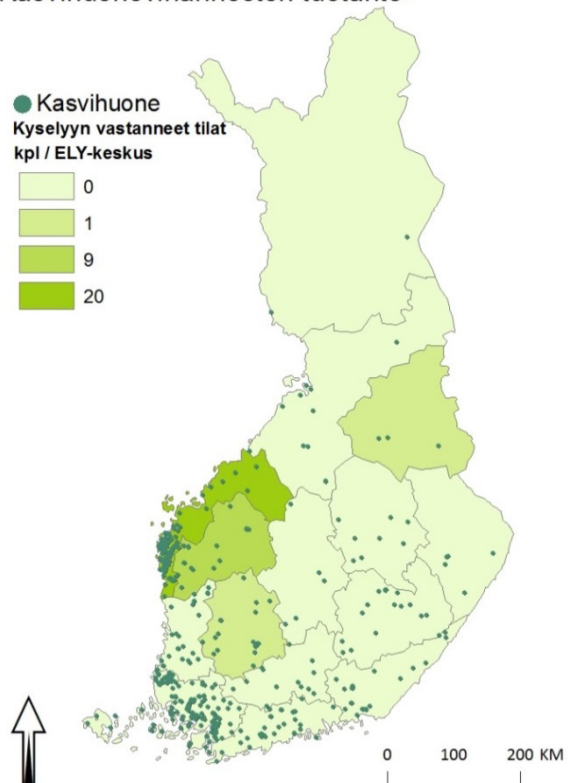 Kasvihuone
Kyselyyn vastanneet tilat
kpl / ELY-keskus
0
1
9
20
0 100 200 KM